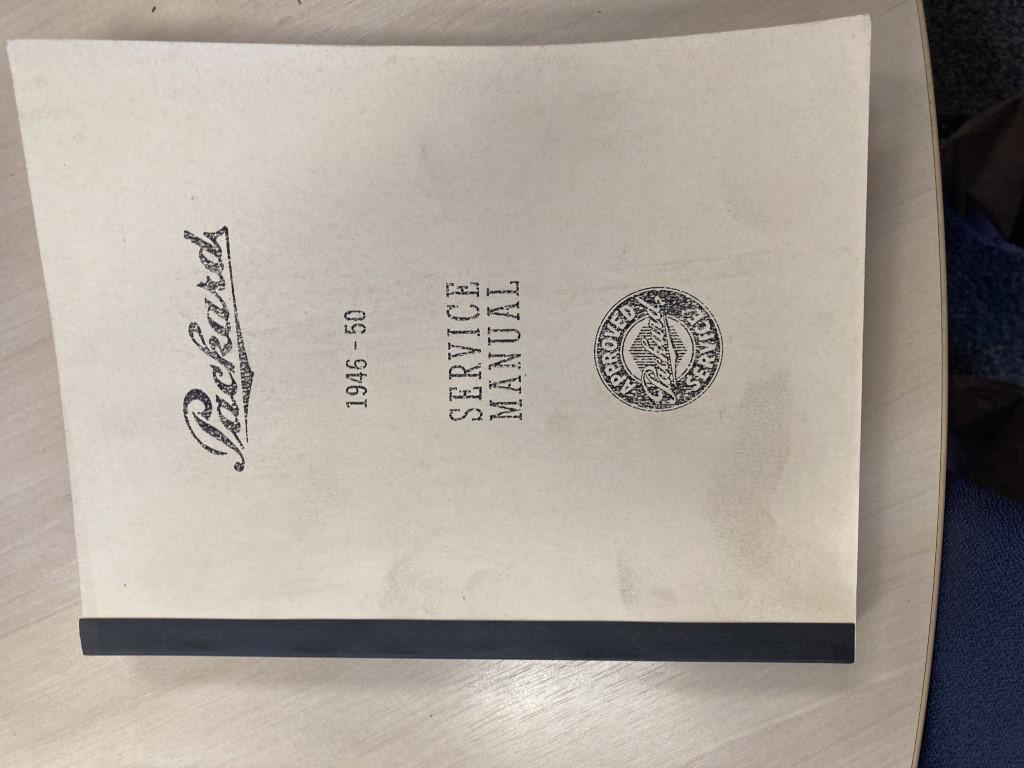 Packard
1946-50
SERVICE
MANUAL
APPROVED
Packard
SERVICE